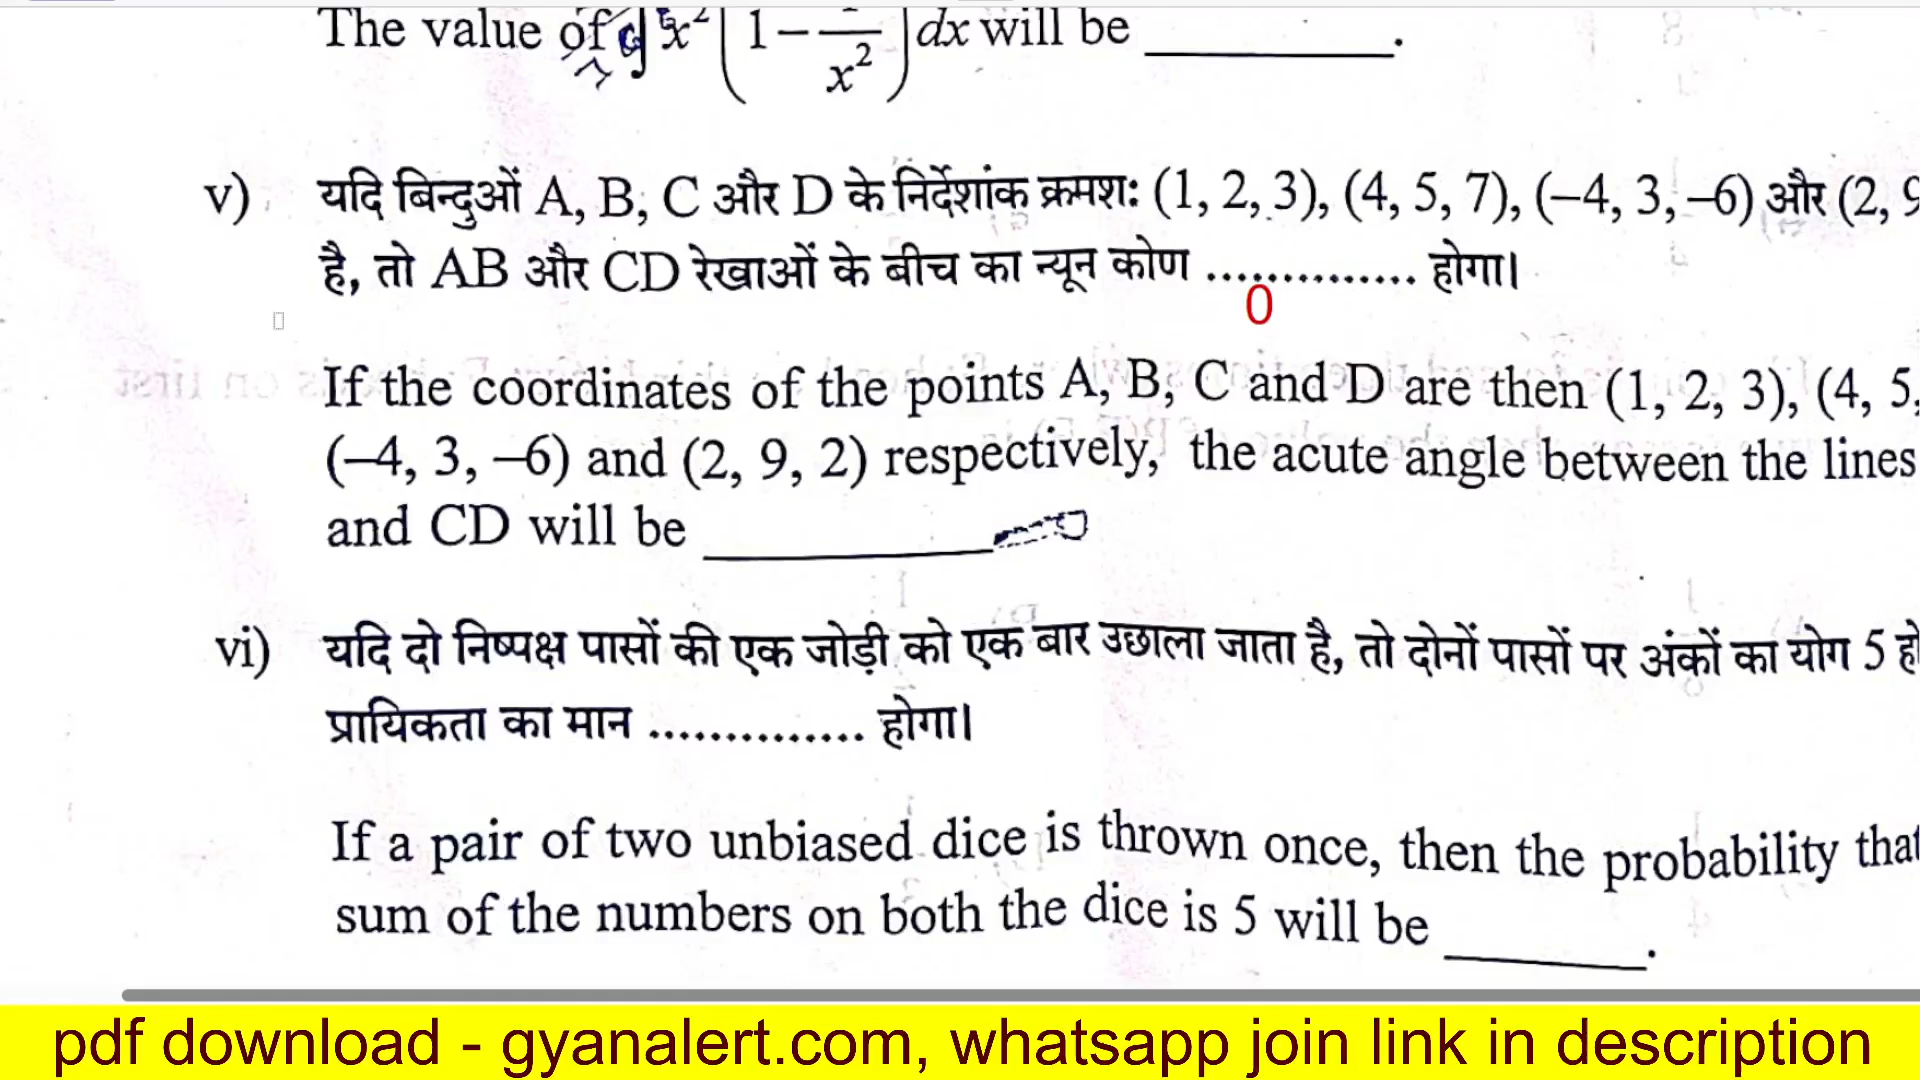 The value of ∫ x² (1 − 1/x²) dx will be ________.
v) यदि बिन्दुओं A, B, C और D के निर्देशांक क्रमशः (1, 2, 3), (4, 5, 7), (–4, 3, –6) और (2, 9
है, तो AB और CD रेखाओं के बीच का न्यून कोण .............. होगा।
0
If the coordinates of the points A, B, C and D are then (1, 2, 3), (4, 5,
(–4, 3, –6) and (2, 9, 2) respectively, the acute angle between the lines
and CD will be ________
vi) यदि दो निष्पक्ष पासों की एक जोड़ी को एक बार उछाला जाता है, तो दोनों पासों पर अंकों का योग 5 हो
प्रायिकता का मान .............. होगा।
If a pair of two unbiased dice is thrown once, then the probability that
sum of the numbers on both the dice is 5 will be ________.
pdf download - gyanalert.com, whatsapp join link in description